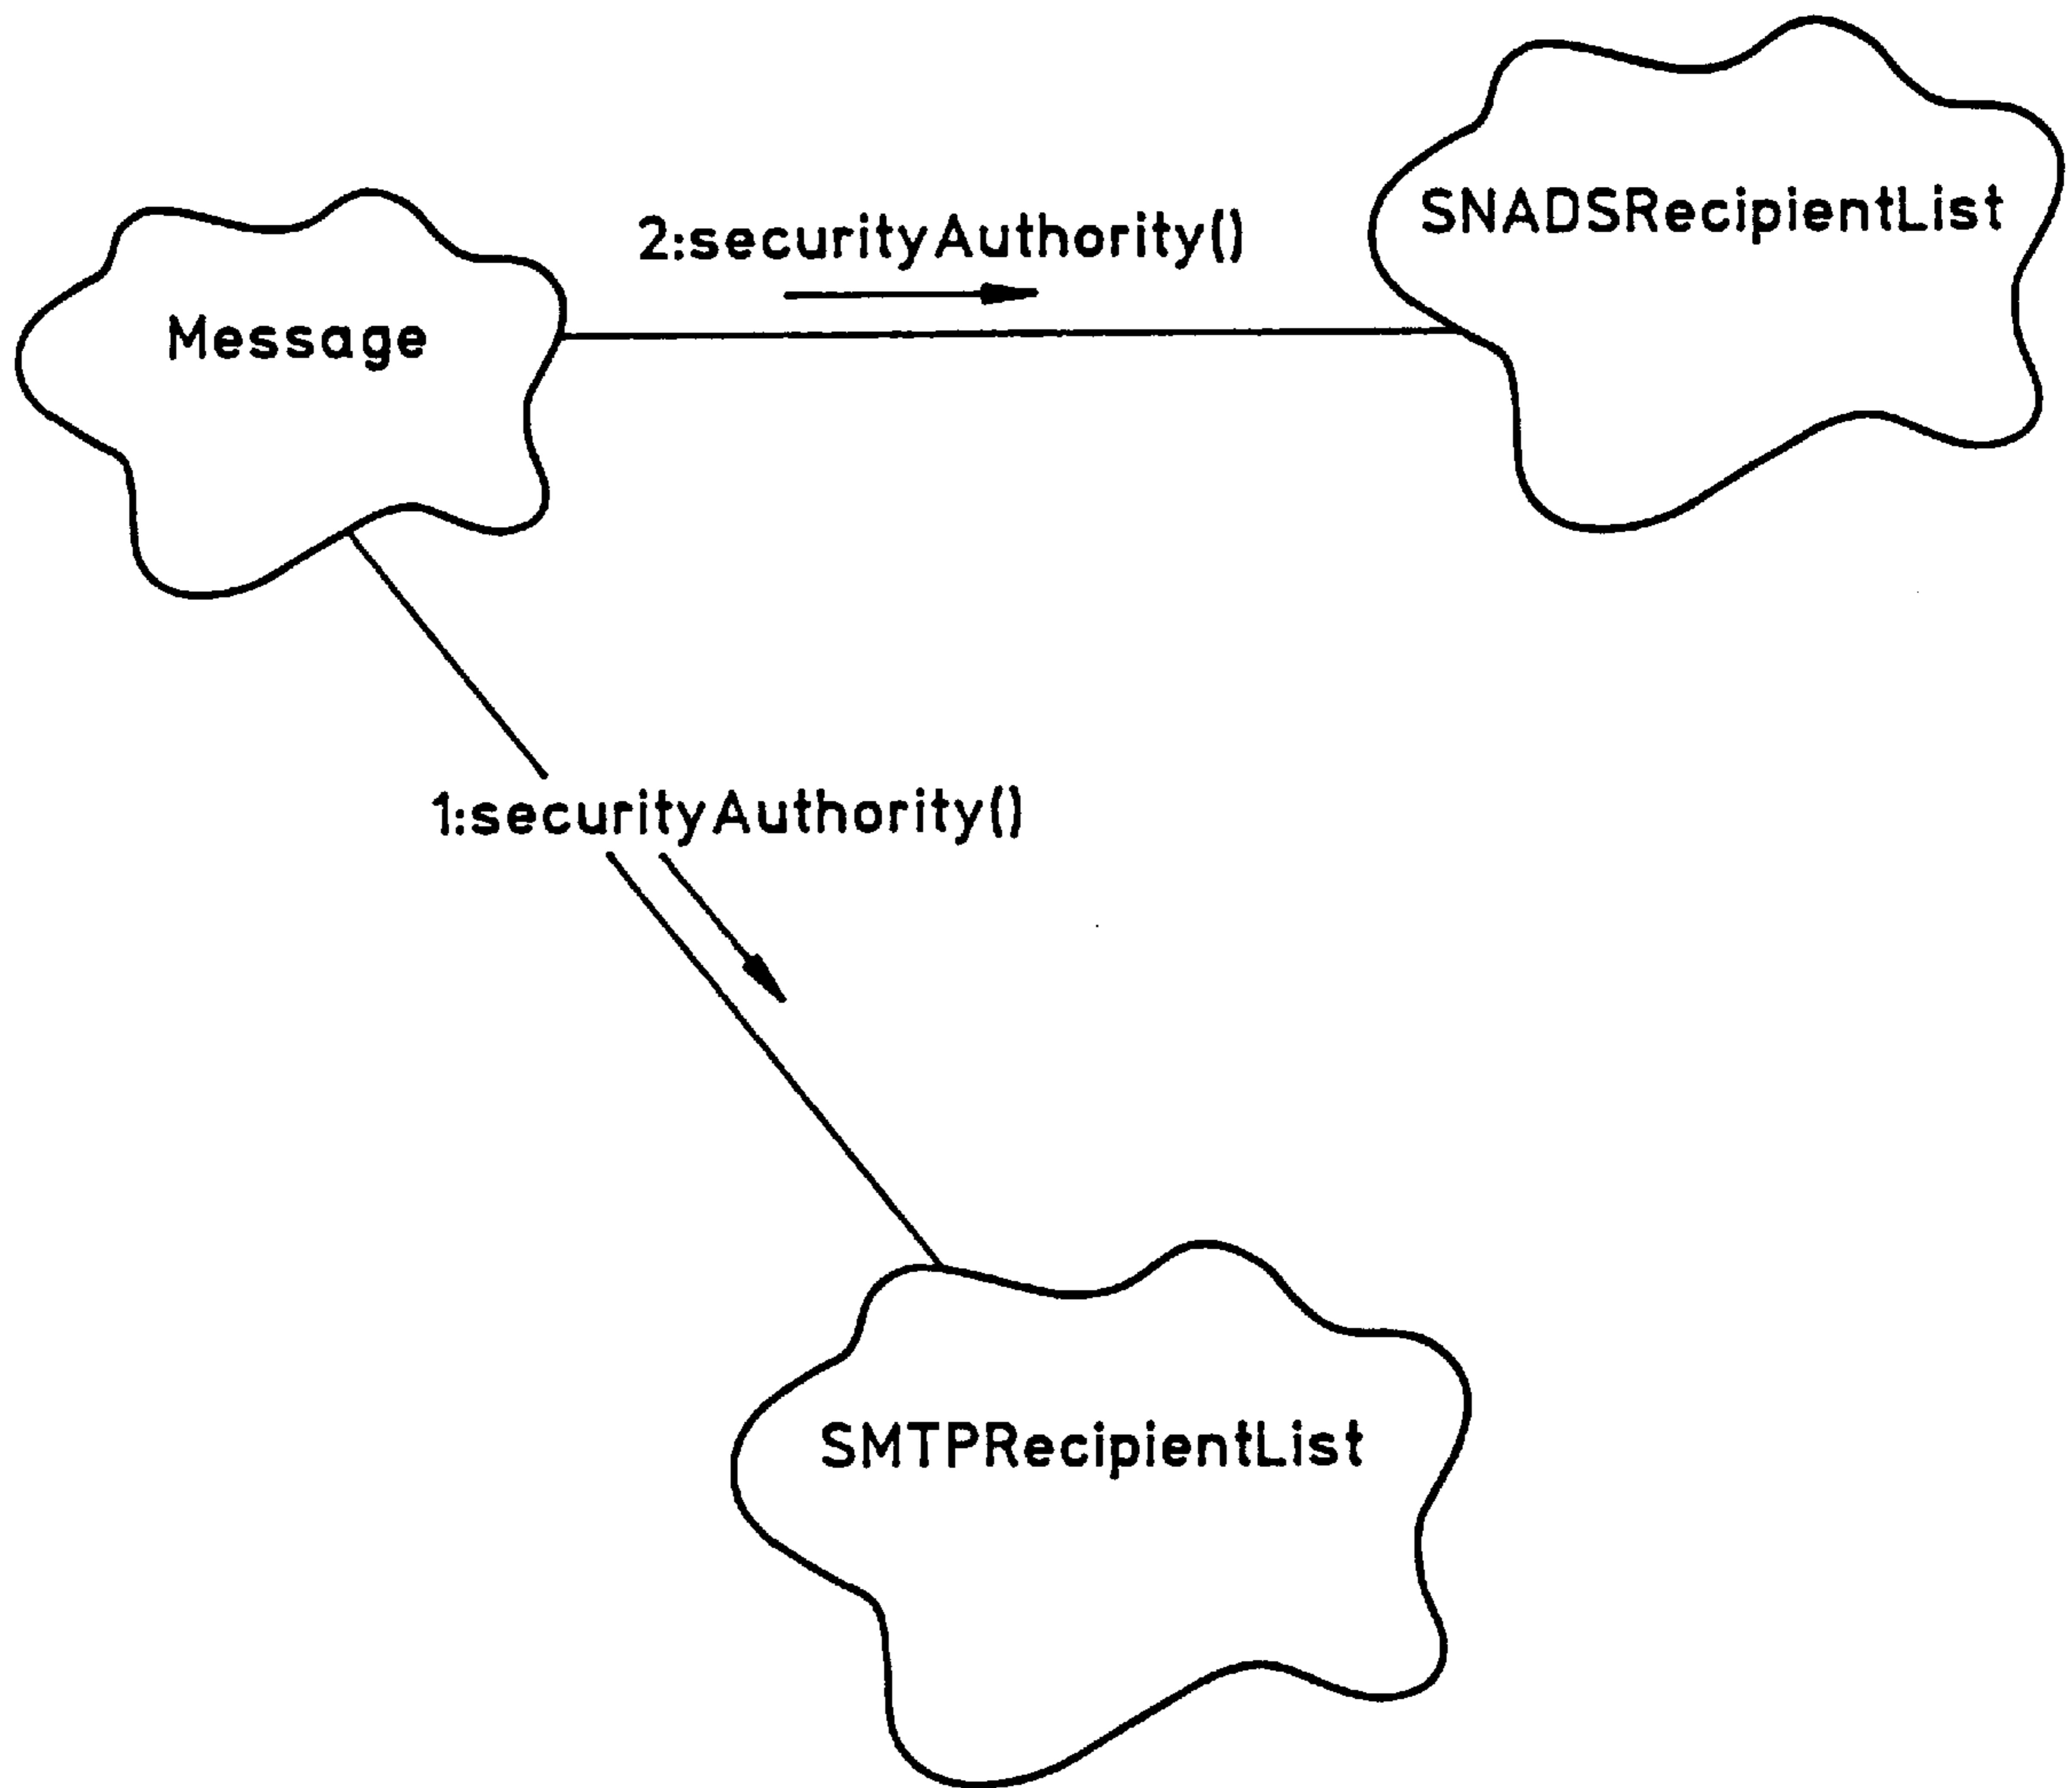 SNADSRecipientList
2:securityAuthority()
Message
1:securityAuthority()
SMTPRecipientList